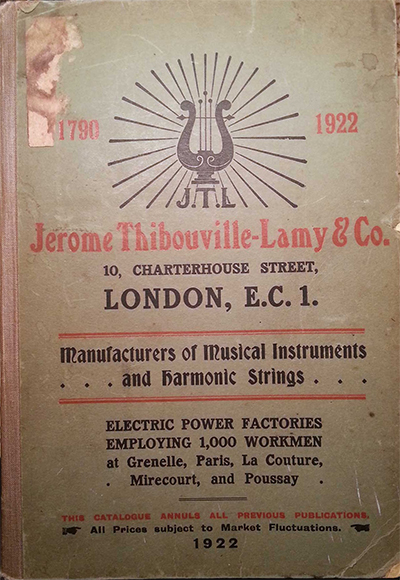 1790 1922
J.T.L
Jerome Thibouville-Lamy & Co.
10, CHARTERHOUSE STREET,
LONDON, E.C. 1.
Manufacturers of Musical Instruments
. . . and Harmonic Strings . . .
ELECTRIC POWER FACTORIES
EMPLOYING 1,000 WORKMEN
at Grenelle, Paris, La Couture,
. Mirecourt, and Poussay .
THIS CATALOGUE ANNULS ALL PREVIOUS PUBLICATIONS.
All Prices subject to Market Fluctuations.
1922